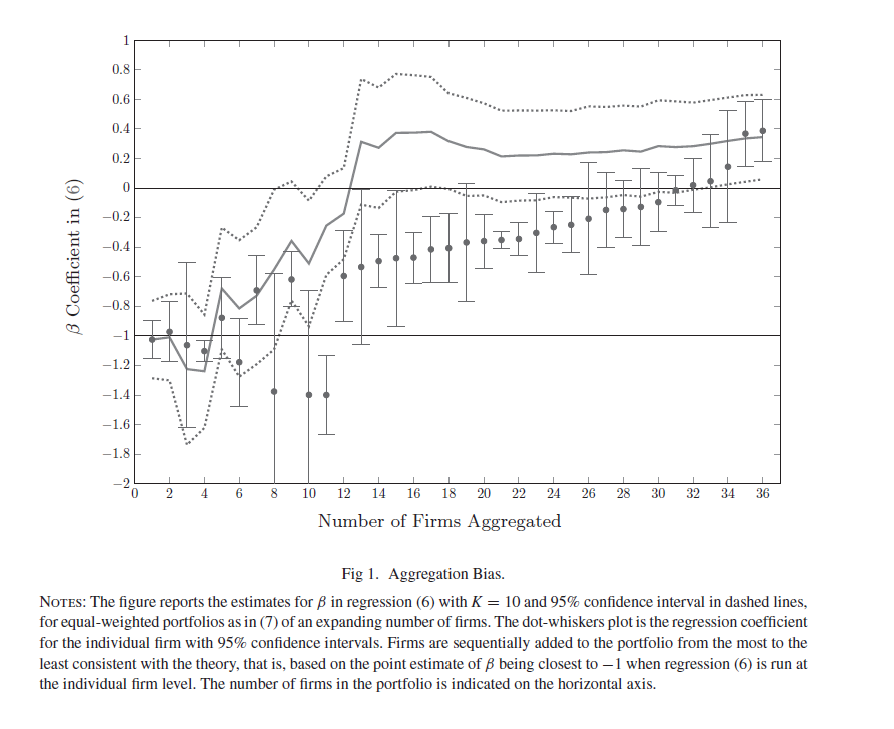 1
0.8
0.6
0.4
0.2
0
−0.2
−0.4
−0.6
−0.8
−1
−1.2
−1.4
−1.6
−1.8
−2
β Coefficient in (6)
0 2 4 6 8 10 12 14 16 18 20 22 24 26 28 30 32 34 36
Number of Firms Aggregated
Fig 1. Aggregation Bias.
NOTES: The figure reports the estimates for β in regression (6) with K = 10 and 95% confidence interval in dashed lines,
for equal-weighted portfolios as in (7) of an expanding number of firms. The dot-whiskers plot is the regression coefficient
for the individual firm with 95% confidence intervals. Firms are sequentially added to the portfolio from the most to the
least consistent with the theory, that is, based on the point estimate of β being closest to −1 when regression (6) is run at
the individual firm level. The number of firms in the portfolio is indicated on the horizontal axis.